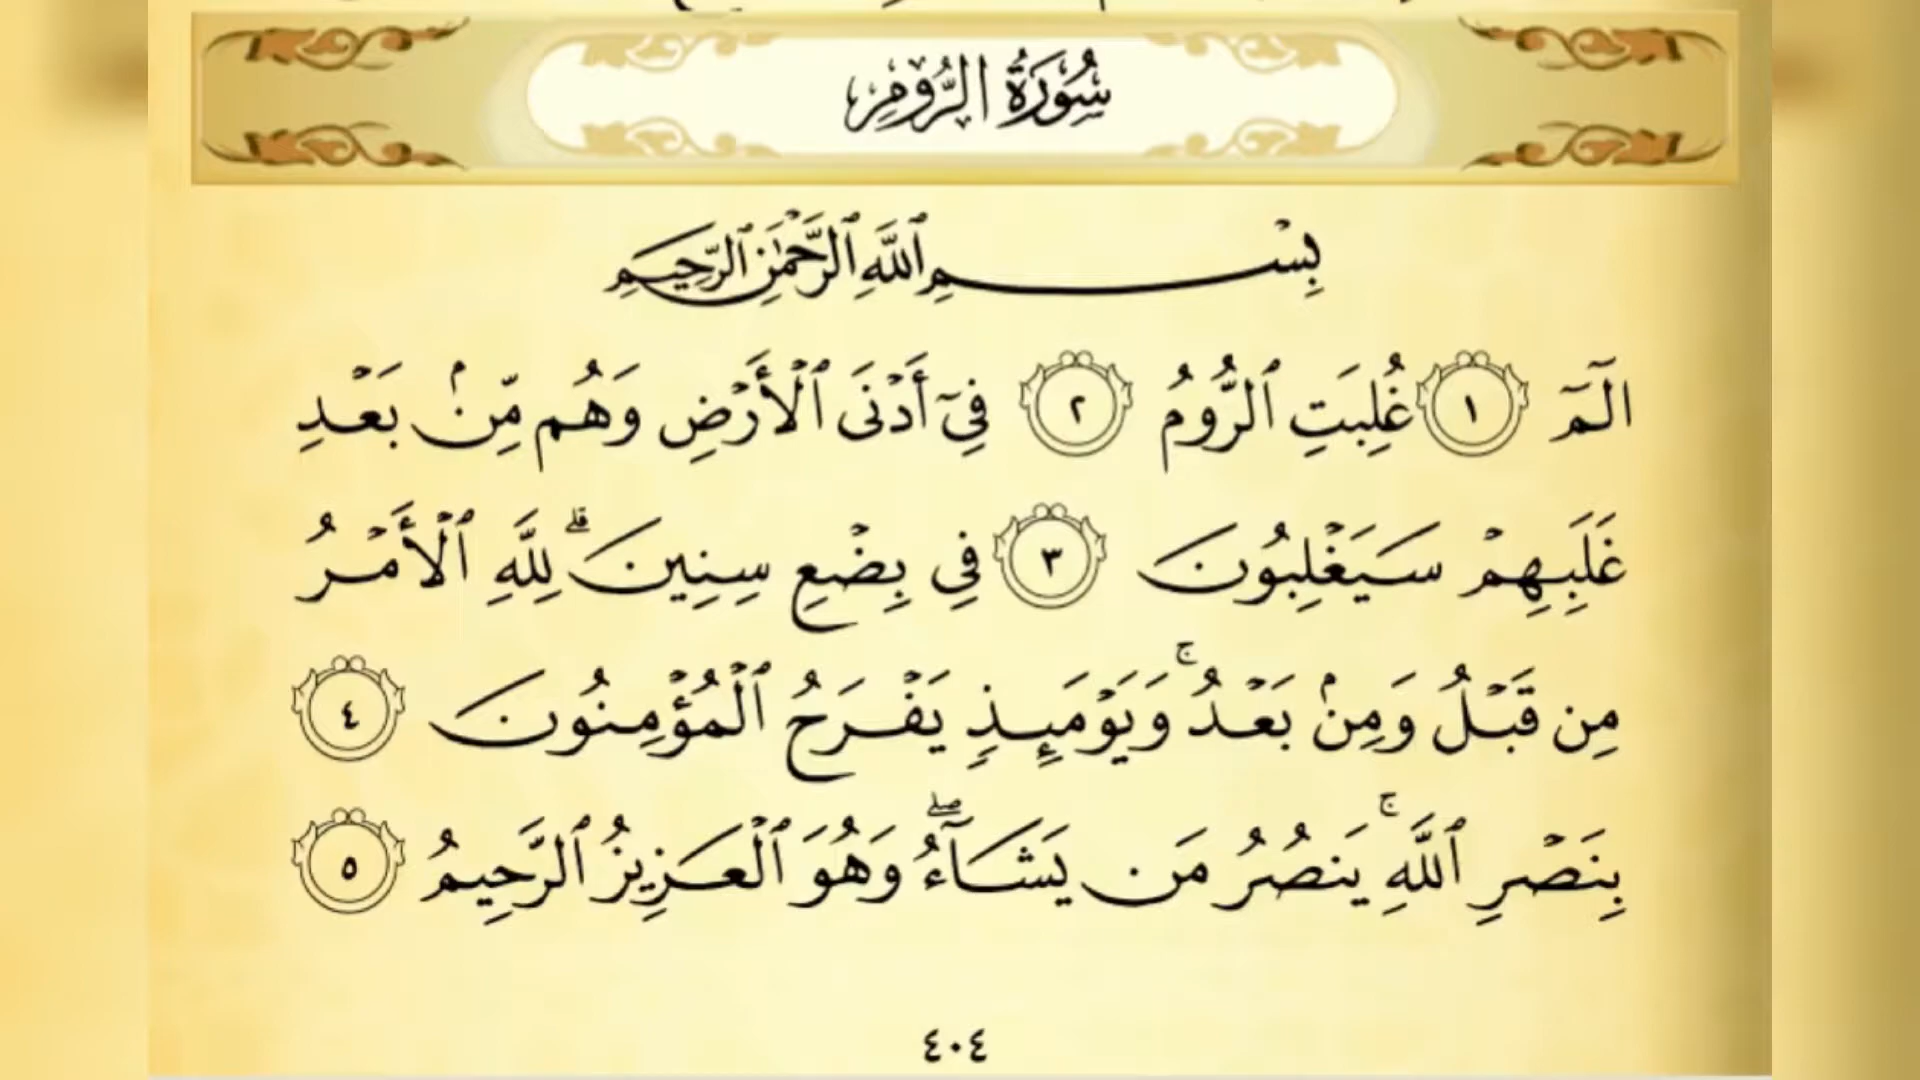 سُورَةُ الرُّومِ
بِسْمِ ٱللَّهِ ٱلرَّحْمَٰنِ ٱلرَّحِيمِ
الٓمٓ ١ غُلِبَتِ ٱلرُّومُ ٢ فِىٓ أَدْنَى ٱلْأَرْضِ وَهُم مِّنۢ بَعْدِ
غَلَبِهِمْ سَيَغْلِبُونَ ٣ فِى بِضْعِ سِنِينَ ۗ لِلَّهِ ٱلْأَمْرُ
مِن قَبْلُ وَمِنۢ بَعْدُ ۚ وَيَوْمَئِذٍ يَفْرَحُ ٱلْمُؤْمِنُونَ ٤
بِنَصْرِ ٱللَّهِ ۚ يَنصُرُ مَن يَشَآءُ ۖ وَهُوَ ٱلْعَزِيزُ ٱلرَّحِيمُ ٥
٤٠٤